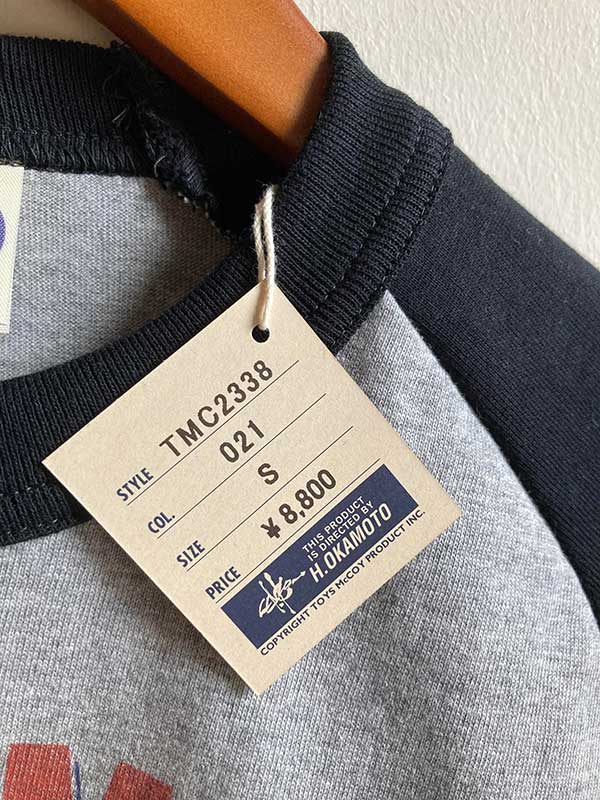 STYLE TMC2338
COL. 021
SIZE S
PRICE ¥8,800
THIS PRODUCT
IS DIRECTED BY
H.OKAMOTO
COPYRIGHT TOYS McCOY PRODUCT INC.